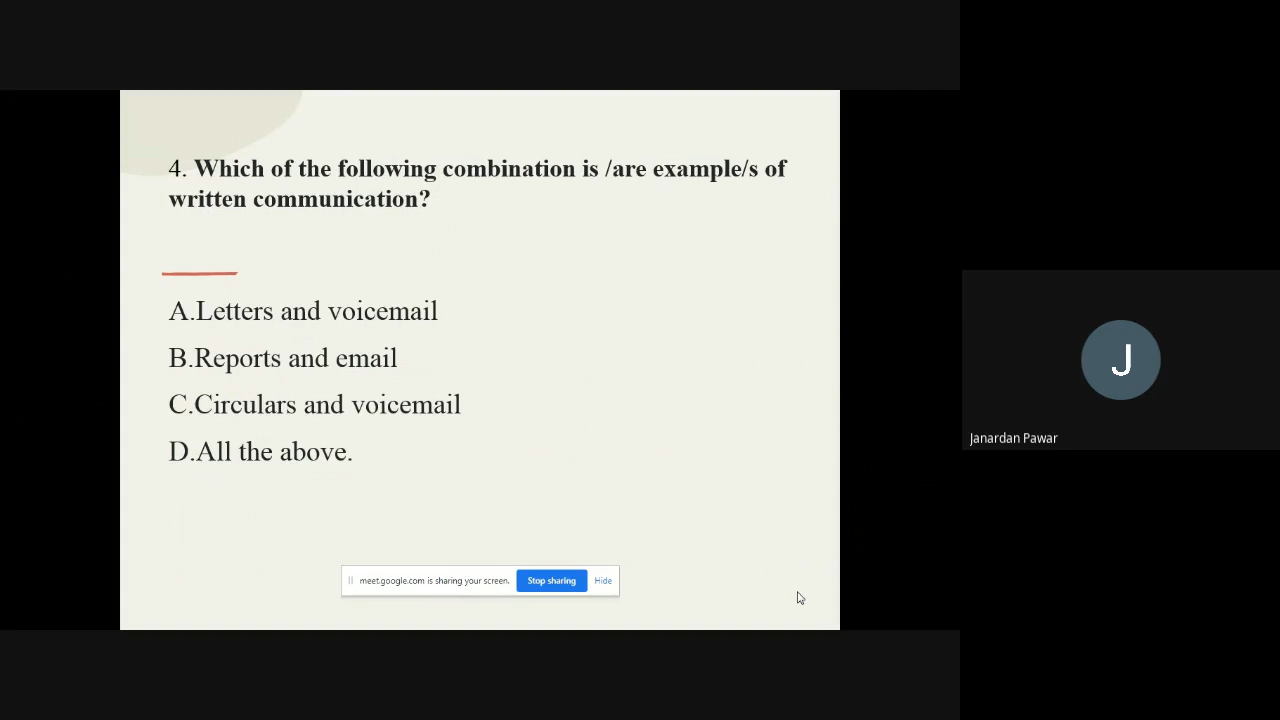 4. Which of the following combination is /are example/s of
written communication?
A.Letters and voicemail
B.Reports and email
C.Circulars and voicemail
D.All the above.
meet.google.com is sharing your screen. Stop sharing Hide
J
Janardan Pawar